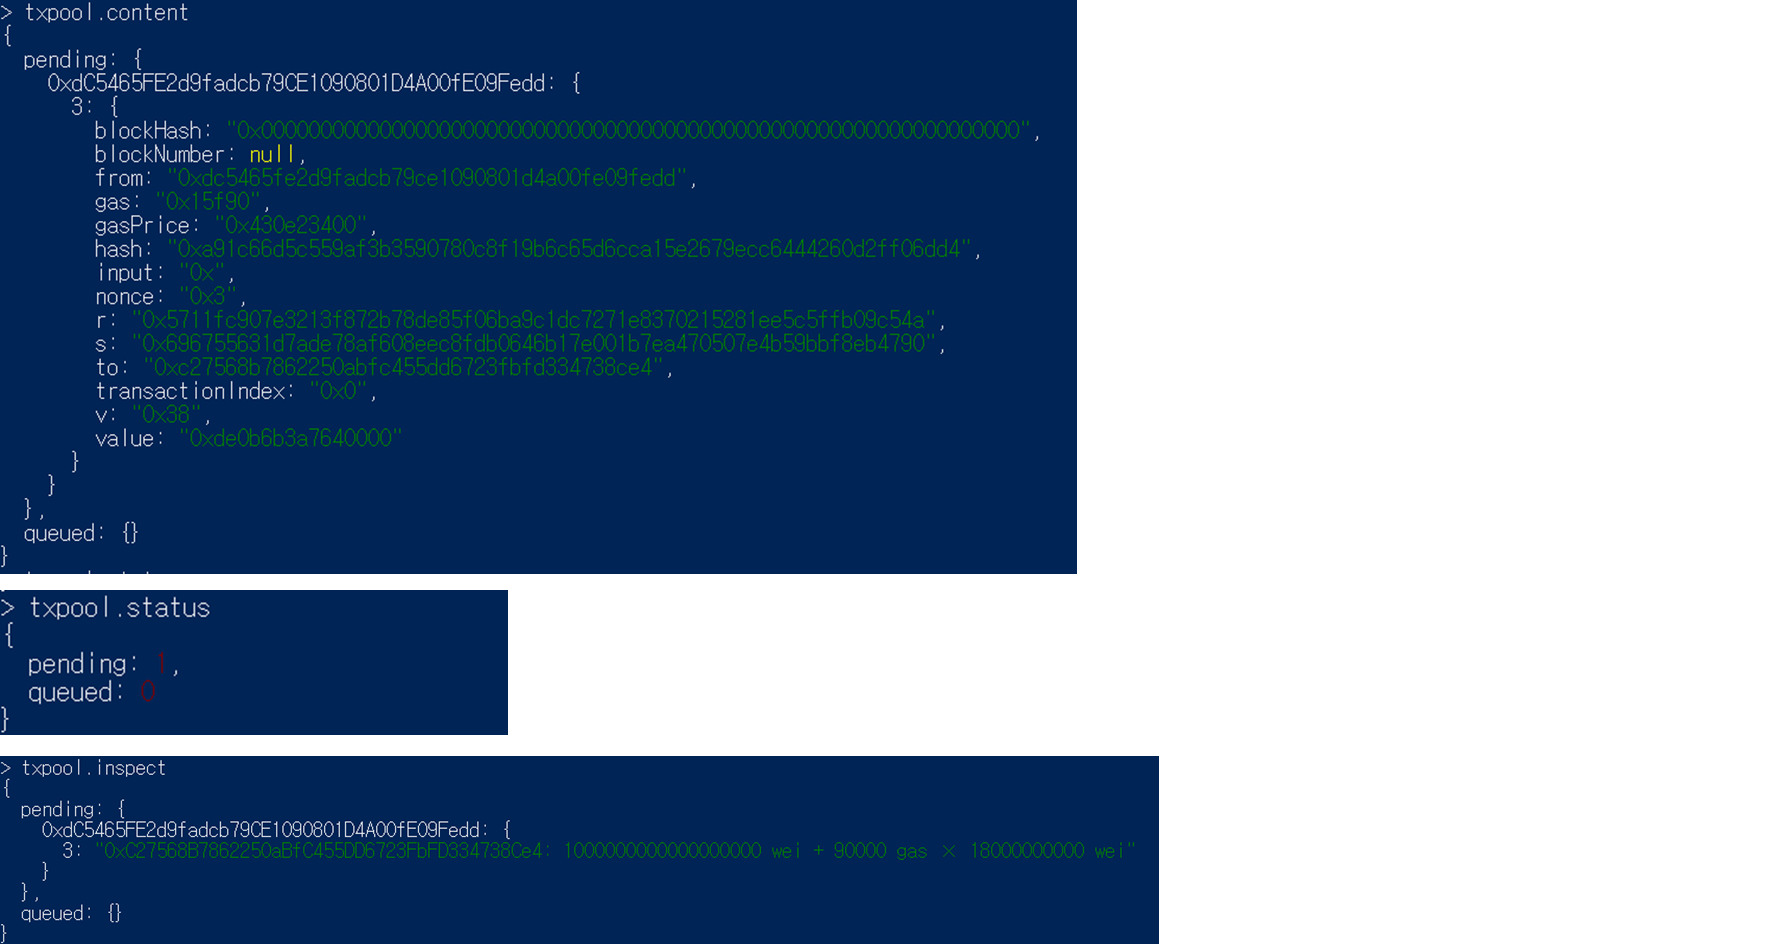 > txpool.content
{
pending: {
0xdC5465FE2d9fadcb79CE1090801D4A00fE09Fedd: {
3: {
blockHash: "0x0000000000000000000000000000000000000000000000000000000000000000",
blockNumber: null,
from: "0xdc5465fe2d9fadcb79ce1090801d4a00fe09fedd",
gas: "0x15f90",
gasPrice: "0x430e23400",
hash: "0xa91c66d5c559af3b3590780c8f19b6c65d6cca15e2679ecc6444260d2ff06dd4",
input: "0x",
nonce: "0x3",
r: "0x5711fc907e3213f872b78de85f06ba9c1dc7271e8370215281ee5c5ffb09c54a",
s: "0x696755631d7ade78af608eec8fdb0646b17e001b7ea470507e4b59bbf8eb4790",
to: "0xc27568b7862250abfc455dd6723fbfd334738ce4",
transactionIndex: "0x0",
v: "0x38",
value: "0xde0b6b3a7640000"
}
}
},
queued: {}
}
> txpool.status
{
pending: 1,
queued: 0
}
> txpool.inspect
{
pending: {
0xdC5465FE2d9fadcb79CE1090801D4A00fE09Fedd: {
3: "0xC27568B7862250aBfC455DD6723FbFD334738Ce4: 1000000000000000000 wei + 90000 gas × 18000000000 wei"
}
},
queued: {}
}